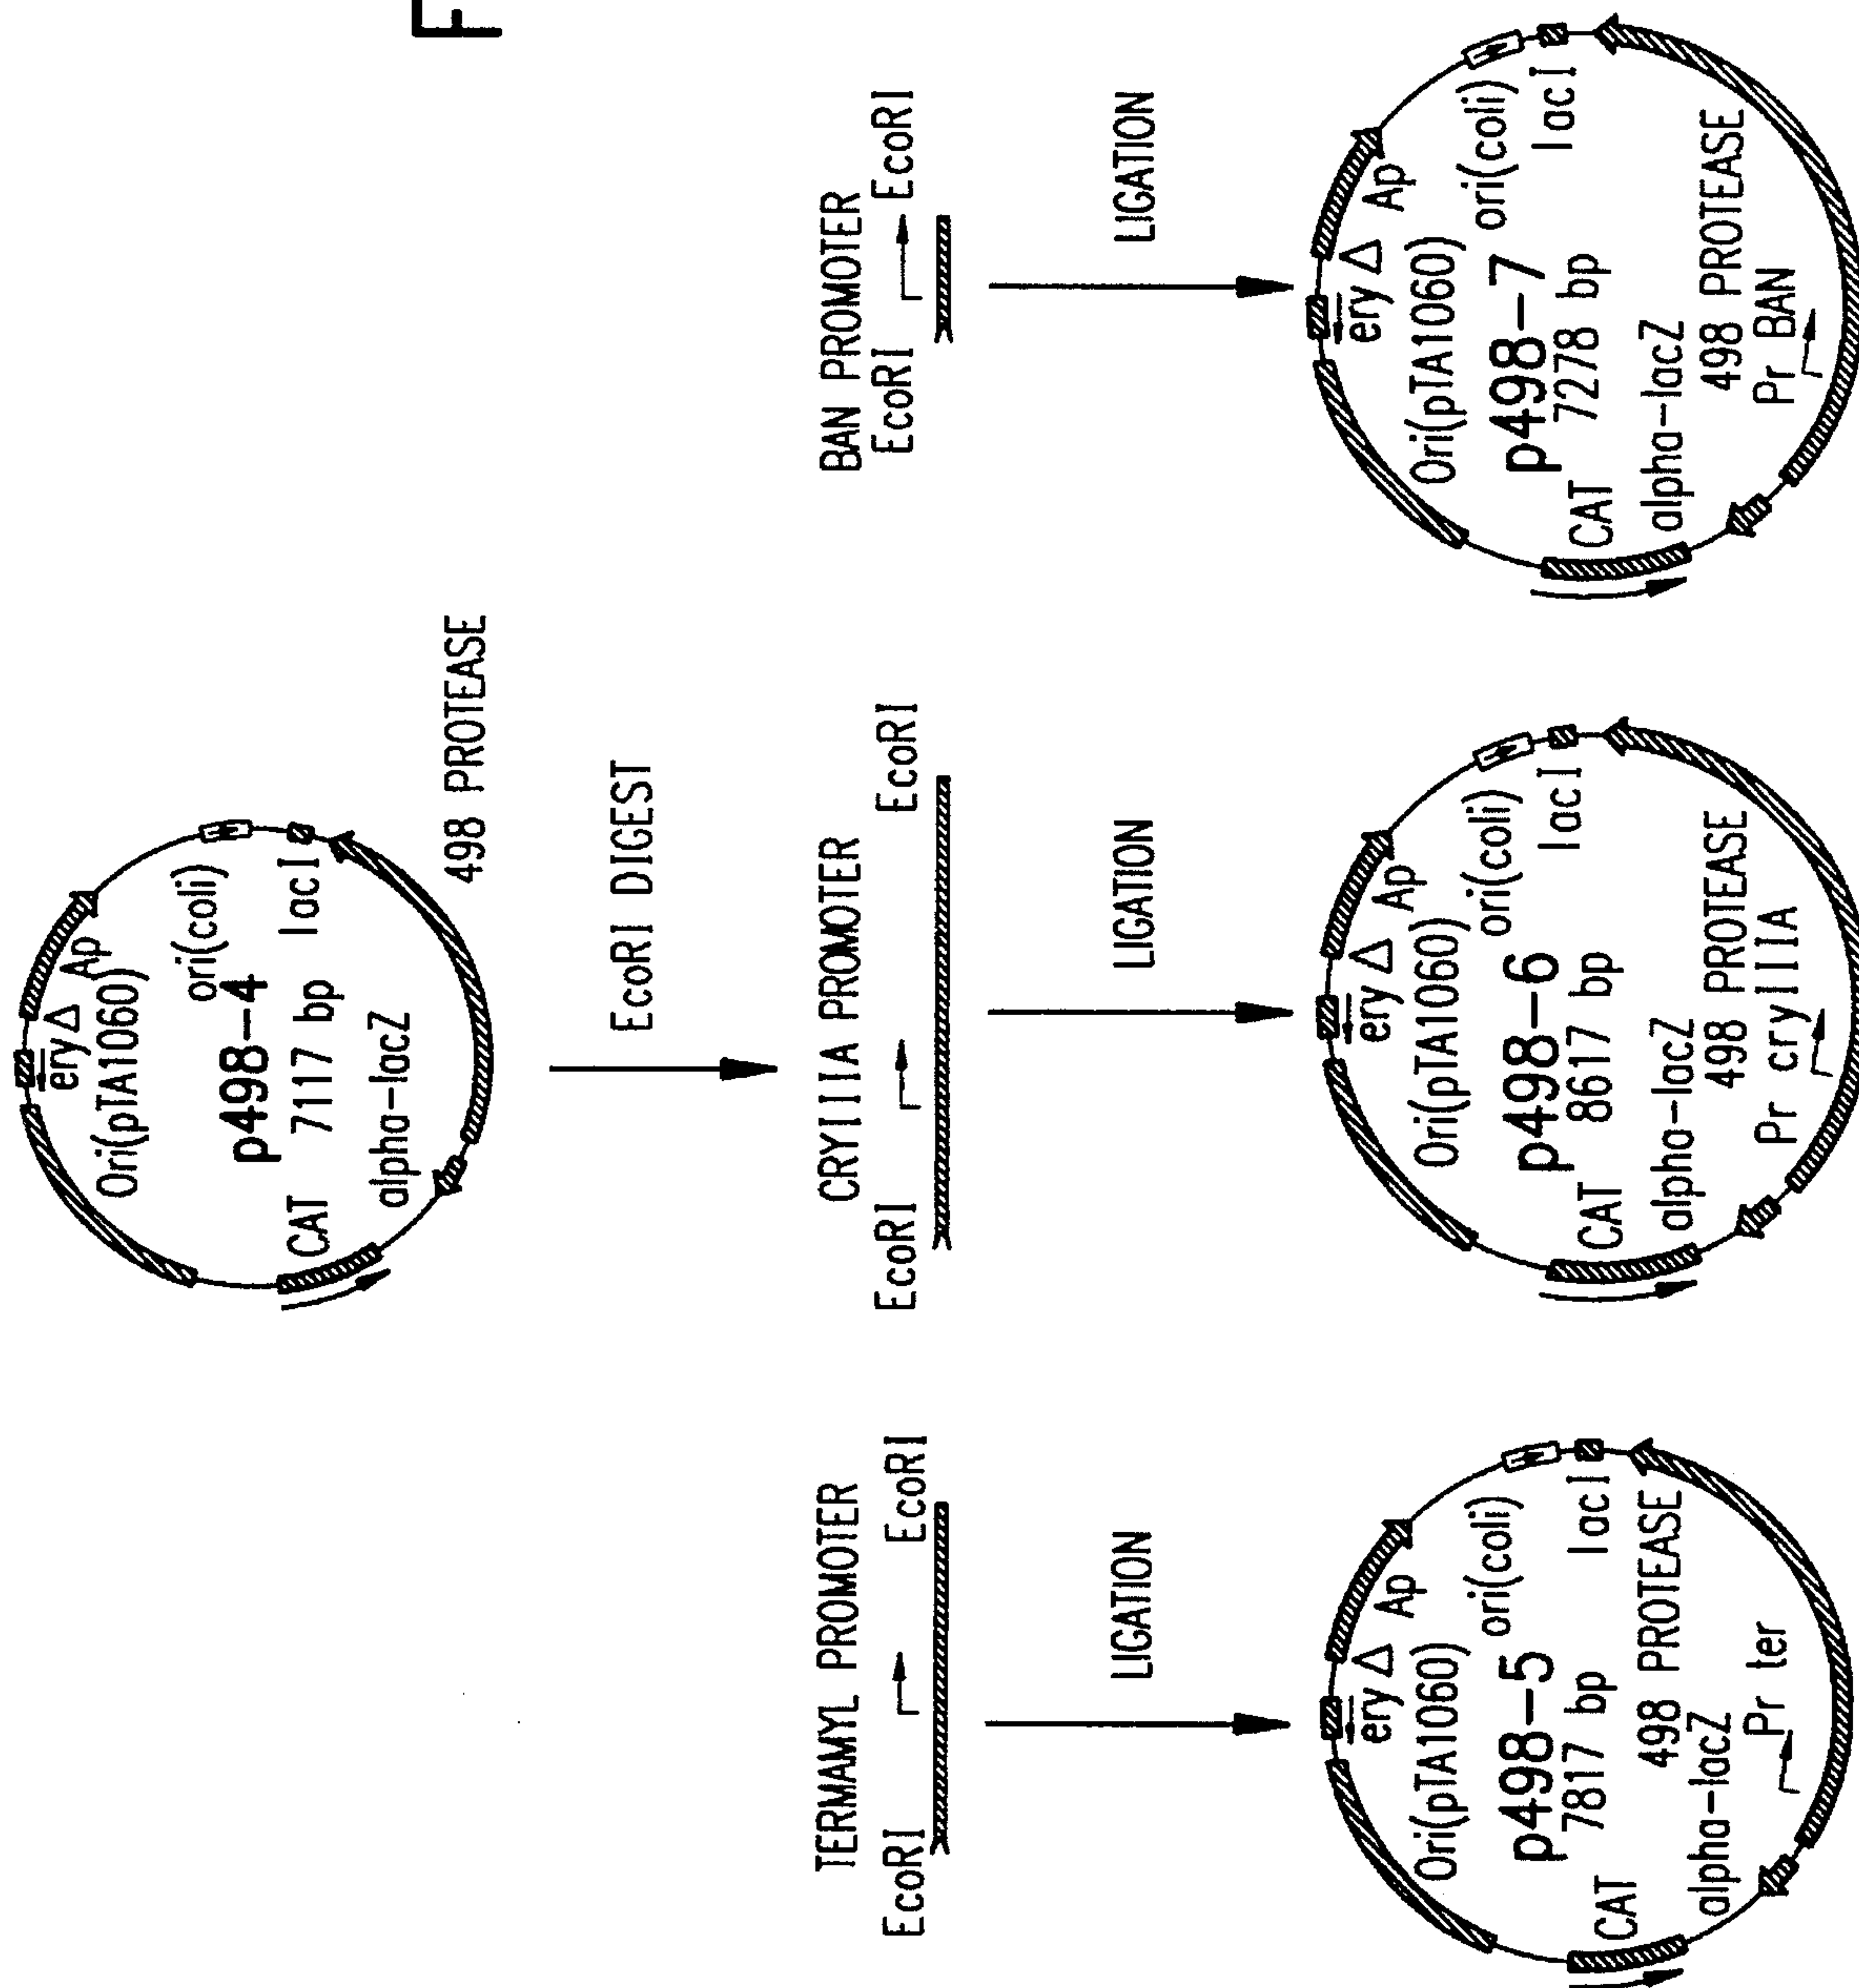 F
ery Δ Ap
Ori(pTA1060)
ori(coli)
p498-4
CAT 7117 bp lacI
alpha-lacZ
498 PROTEASE
EcoRI DIGEST
TERMAMYL PROMOTER
EcoRI EcoRI
LIGATION
ery Δ Ap
Ori(pTA1060)
ori(coli)
p498-5
CAT 7817 bp lacI
498 PROTEASE
alpha-lacZ
Pr ter
CRYIIIA PROMOTER
EcoRI EcoRI
LIGATION
ery Δ Ap
Ori(pTA1060)
ori(coli)
p498-6
CAT 8617 bp lacI
alpha-lacZ
498 PROTEASE
Pr cryIIIA
BAN PROMOTER
EcoRI EcoRI
LIGATION
ery Δ Ap
Ori(pTA1060)
ori(coli)
p498-7
CAT 7278 bp lacI
alpha-lacZ
498 PROTEASE
Pr BAN